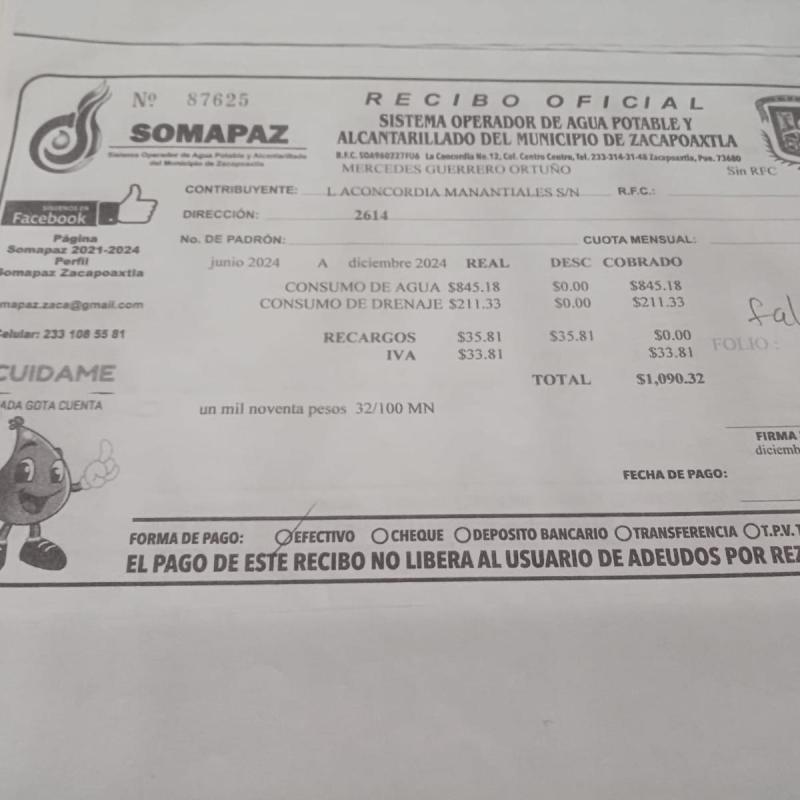 Nº 87625
RECIBO OFICIAL
SOMAPAZ
Sistema Operador de Agua Potable y Alcantarillado
del Municipio de Zacapoaxtla
SISTEMA OPERADOR DE AGUA POTABLE Y
ALCANTARILLADO DEL MUNICIPIO DE ZACAPOAXTLA
R.F.C. SOA960227FU6 La Concordia No. 12, Col. Centro Centro, Tel. 233-314-31-48 Zacapoaxtla, Pue. 73680
MERCEDES GUERRERO ORTUÑO Sin RFC
CONTRIBUYENTE: L ACONCORDIA MANANTIALES S/N R.F.C.:
SIGUENOS EN
Facebook
DIRECCIÓN: 2614
Página
Somapaz 2021-2024
Perfil
Somapaz Zacapoaxtla
No. DE PADRÓN: CUOTA MENSUAL:
junio 2024 A diciembre 2024 REAL DESC COBRADO
CONSUMO DE AGUA $845.18 $0.00 $845.18
CONSUMO DE DRENAJE $211.33 $0.00 $211.33
mapaz.zaca@gmail.com
elular: 233 108 55 81
RECARGOS $35.81 $35.81 $0.00
IVA $33.81 $33.81
fal
FOLIO :
TOTAL $1,090.32
CUIDAME
ADA GOTA CUENTA
un mil noventa pesos 32/100 MN
FIRMA
diciemb
FECHA DE PAGO:
FORMA DE PAGO: EFECTIVO CHEQUE DEPOSITO BANCARIO TRANSFERENCIA T.P.V. T
EL PAGO DE ESTE RECIBO NO LIBERA AL USUARIO DE ADEUDOS POR REZ